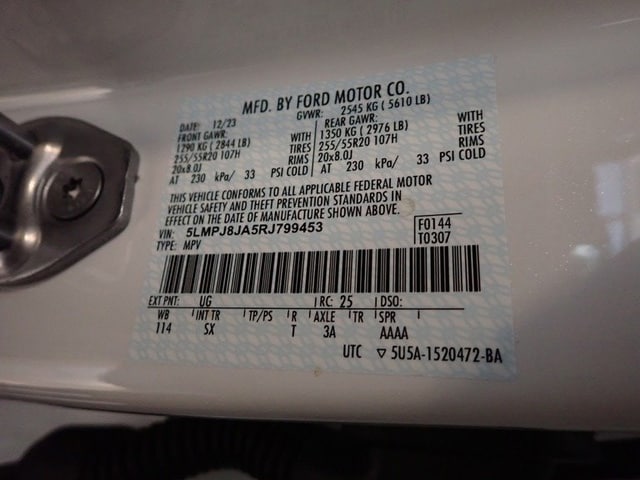 MFD. BY FORD MOTOR CO.
DATE: 12/23 GVWR: 2545 KG ( 5610 LB)
FRONT GAWR: REAR GAWR:
1290 KG ( 2844 LB) WITH 1350 KG ( 2976 LB) WITH
255/55R20 107H TIRES 255/55R20 107H TIRES
20x8.0J RIMS 20x8.0J RIMS
AT 230 kPa/ 33 PSI COLD AT 230 kPa/ 33 PSI COLD
THIS VEHICLE CONFORMS TO ALL APPLICABLE FEDERAL MOTOR
VEHICLE SAFETY AND THEFT PREVENTION STANDARDS IN
EFFECT ON THE DATE OF MANUFACTURE SHOWN ABOVE.
VIN: 5LMPJ8JA5RJ799453 F0144
TYPE: MPV T0307
EXT PNT: UG RC: 25 DSO:
WB INT TR TP/PS R AXLE TR SPR
114 SX T 3A AAAA
UTC ▽ 5U5A-1520472-BA